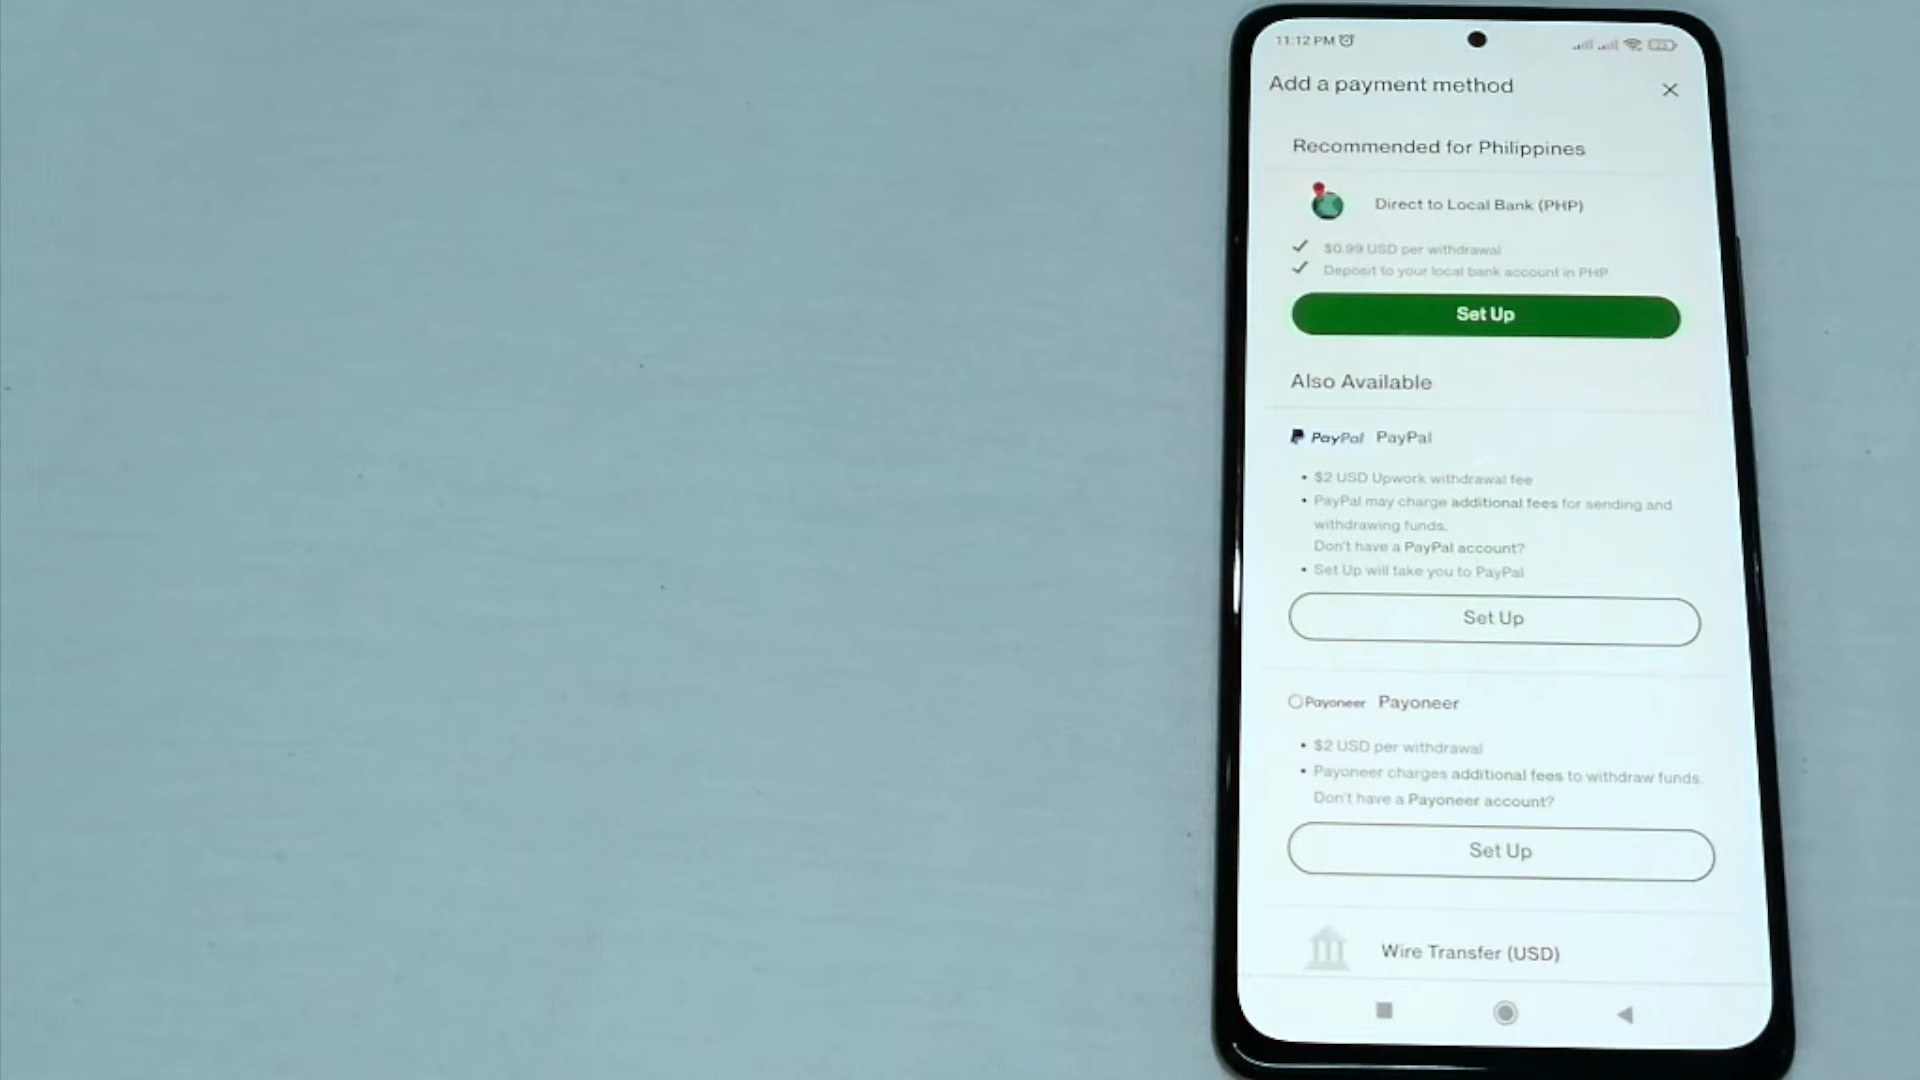 11:12 PM
Add a payment method
Recommended for Philippines
Direct to Local Bank (PHP)
$0.99 USD per withdrawal
Deposit to your local bank account in PHP
Set Up
Also Available
PayPal PayPal
$2 USD Upwork withdrawal fee
PayPal may charge additional fees for sending and
withdrawing funds.
Don't have a PayPal account?
Set Up will take you to PayPal
Set Up
Payoneer Payoneer
$2 USD per withdrawal
Payoneer charges additional fees to withdraw funds.
Don't have a Payoneer account?
Set Up
Wire Transfer (USD)